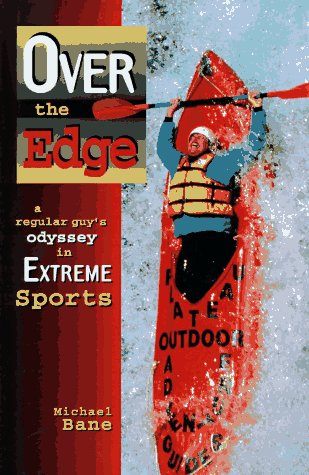 OVER
the
Edge
a
regular guy's
odyssey
in
EXTREME
Sports
Michael
Bane
OUTDOOR